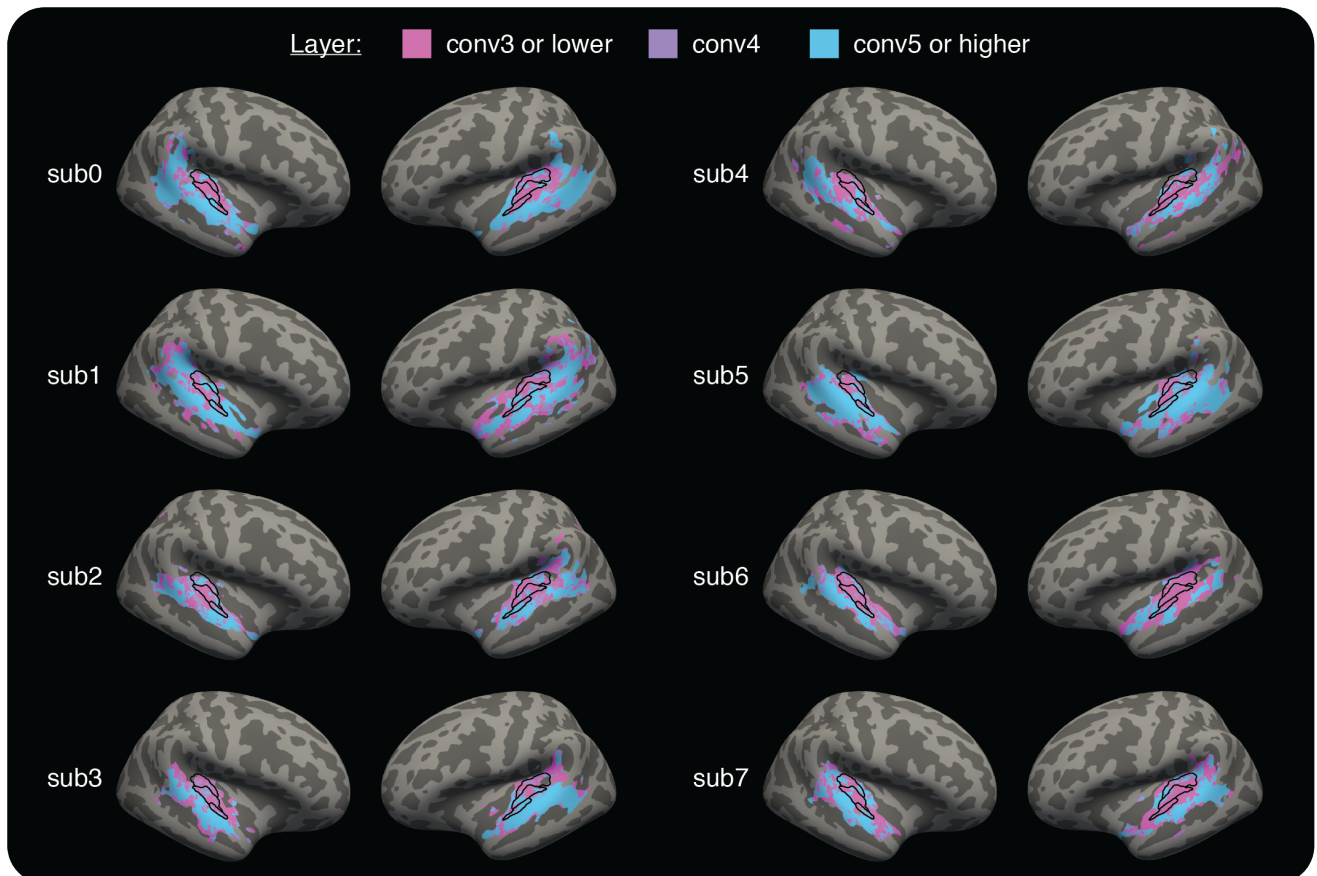 Layer: conv3 or lower conv4 conv5 or higher
sub0 sub4
sub1 sub5
sub2 sub6
sub3 sub7